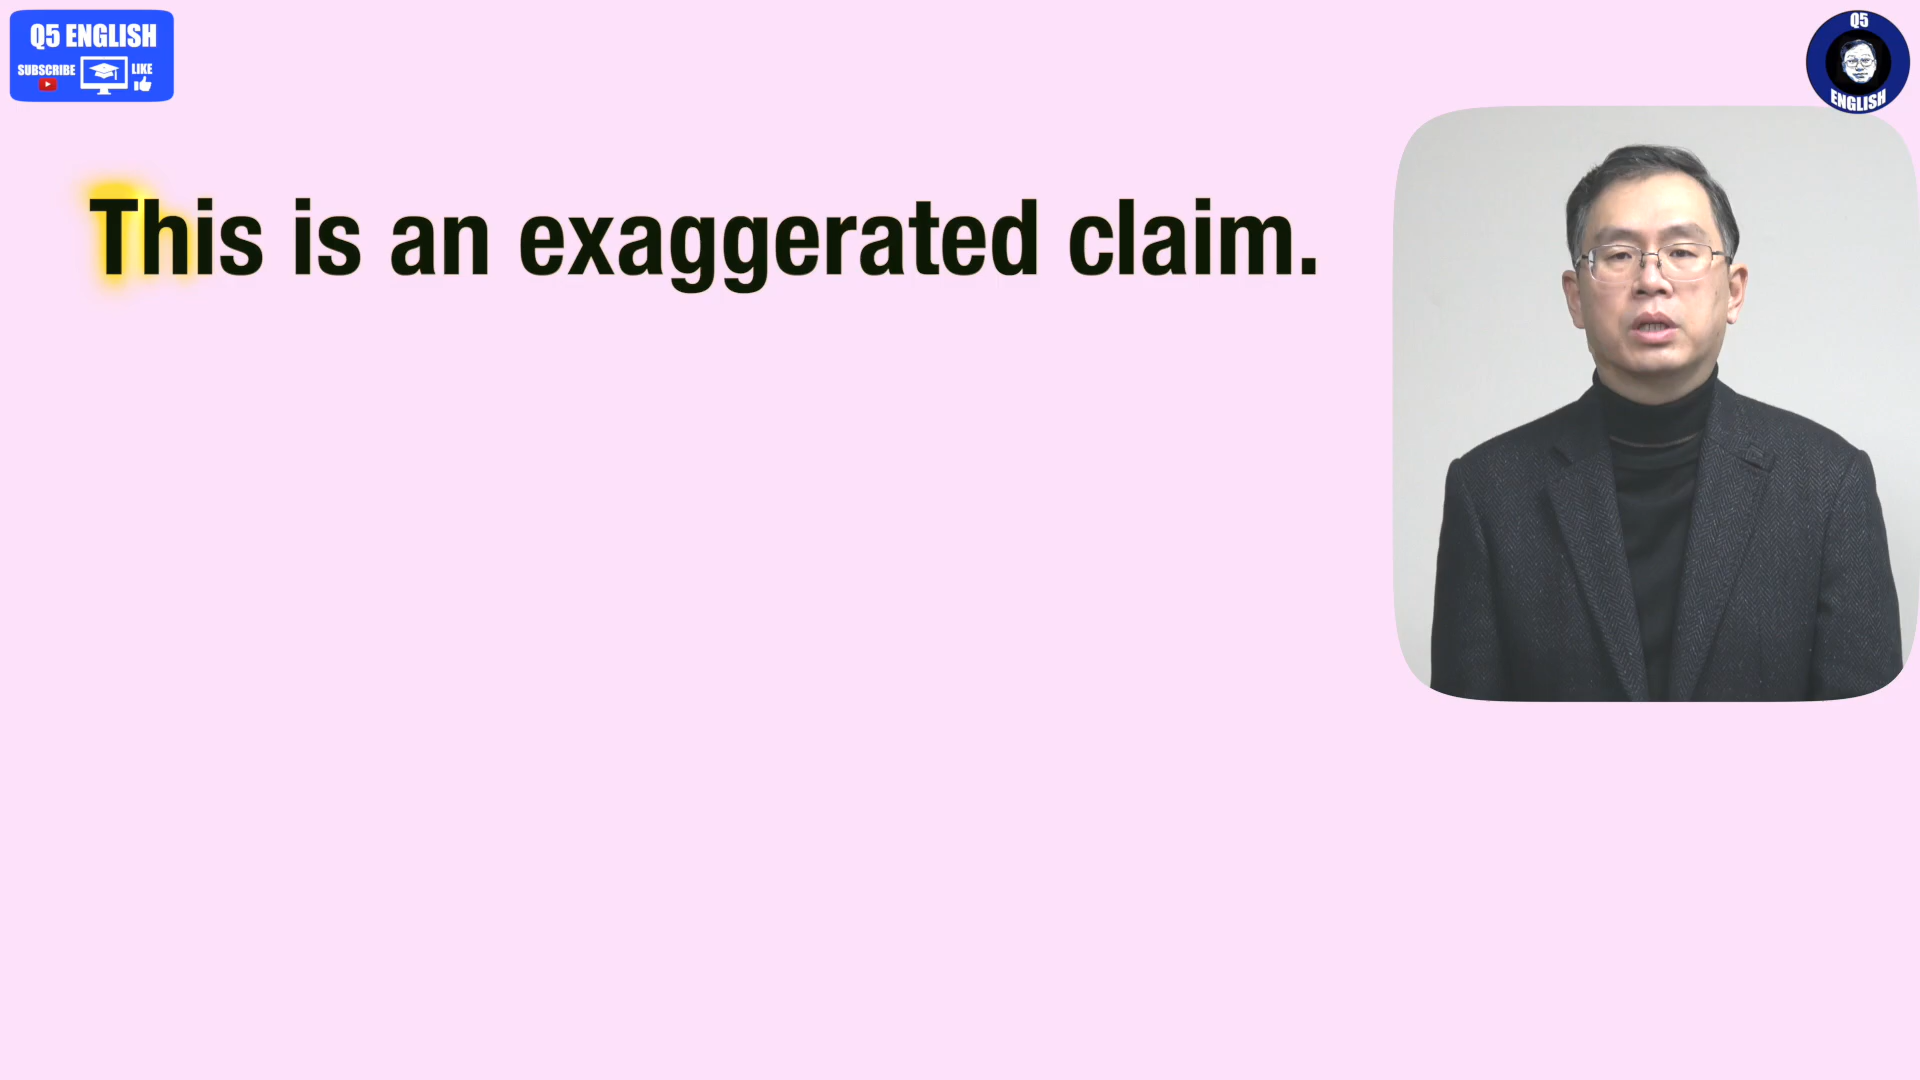 Q5 ENGLISH
SUBSCRIBE
LIKE
Q5
ENGLISH
This is an exaggerated claim.